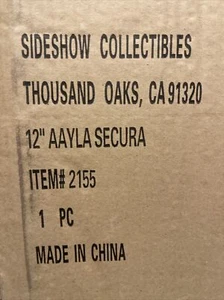 SIDESHOW COLLECTIBLES
THOUSAND OAKS, CA 91320
12" AAYLA SECURA
ITEM# 2155
1 PC
MADE IN CHINA